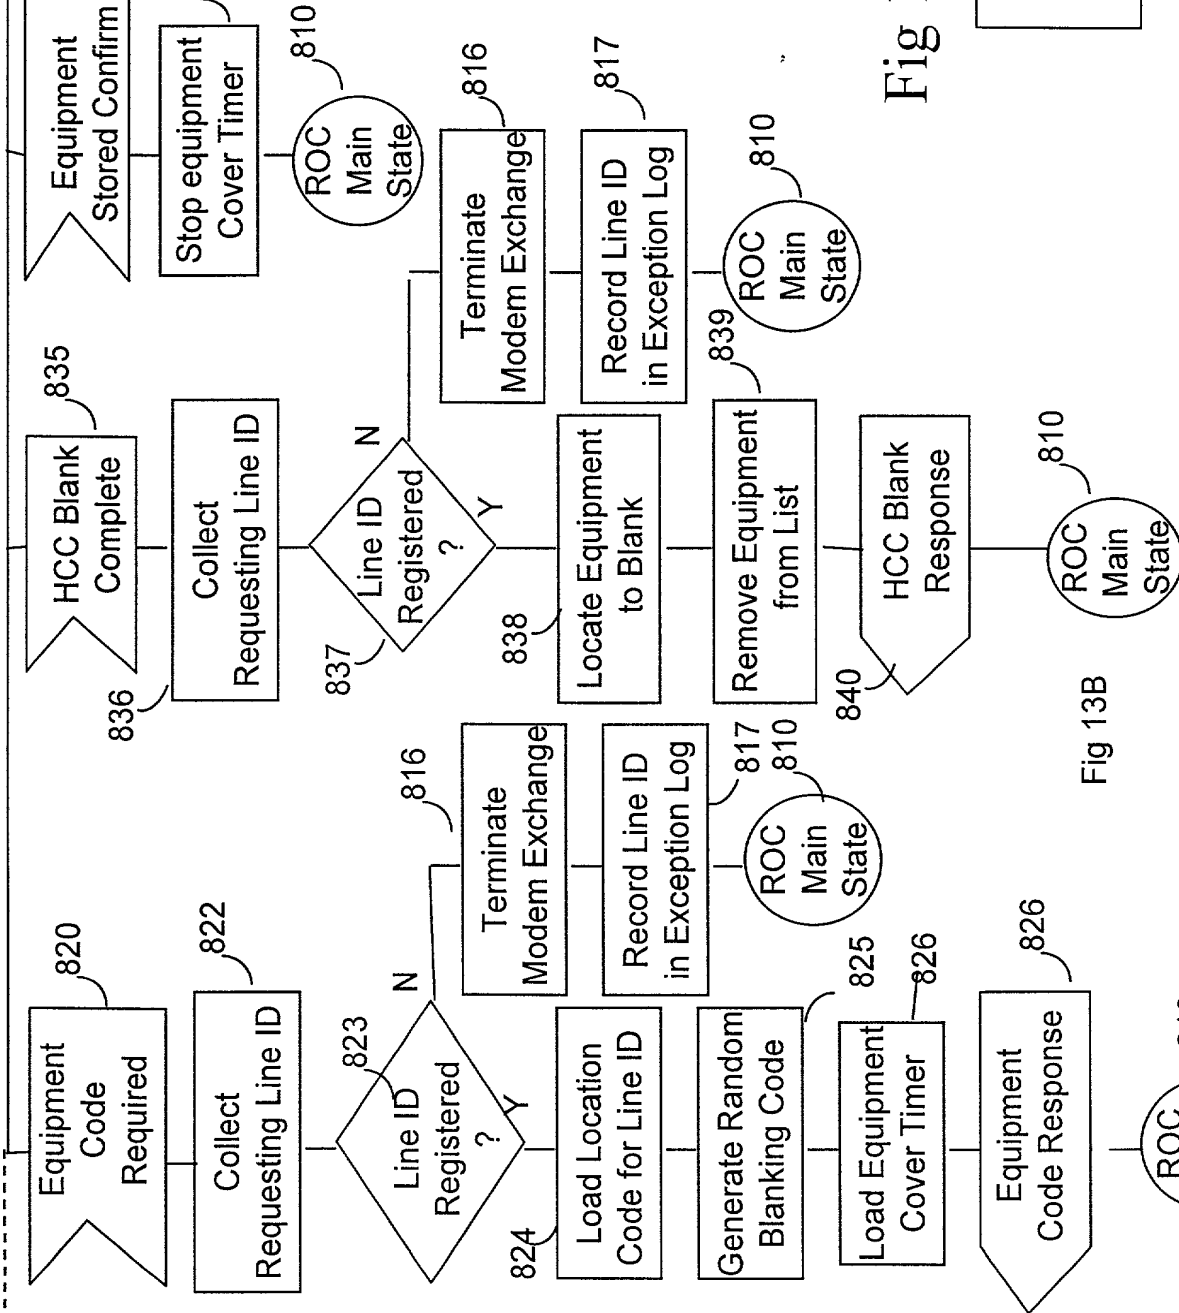 Equipment
Code
Required
820
Collect
Requesting Line ID
822
Line ID
Registered
?
823
N
Y
Terminate
Modem Exchange
816
Record Line ID
in Exception Log
817
ROC
Main
State
810
Load Location
Code for Line ID
824
Generate Random
Blanking Code
825
Load Equipment
Cover Timer
826
Equipment
Code Response
826
ROC
HCC Blank
Complete
835
Collect
Requesting Line ID
836
Line ID
Registered
?
837
N
Y
Terminate
Modem Exchange
816
Record Line ID
in Exception Log
817
ROC
Main
State
810
Locate Equipment
to Blank
838
Remove Equipment
from List
839
HCC Blank
Response
840
ROC
Main
State
810
Equipment
Stored Confirm
Stop equipment
Cover Timer
ROC
Main
State
810
Fig 13B
Fig